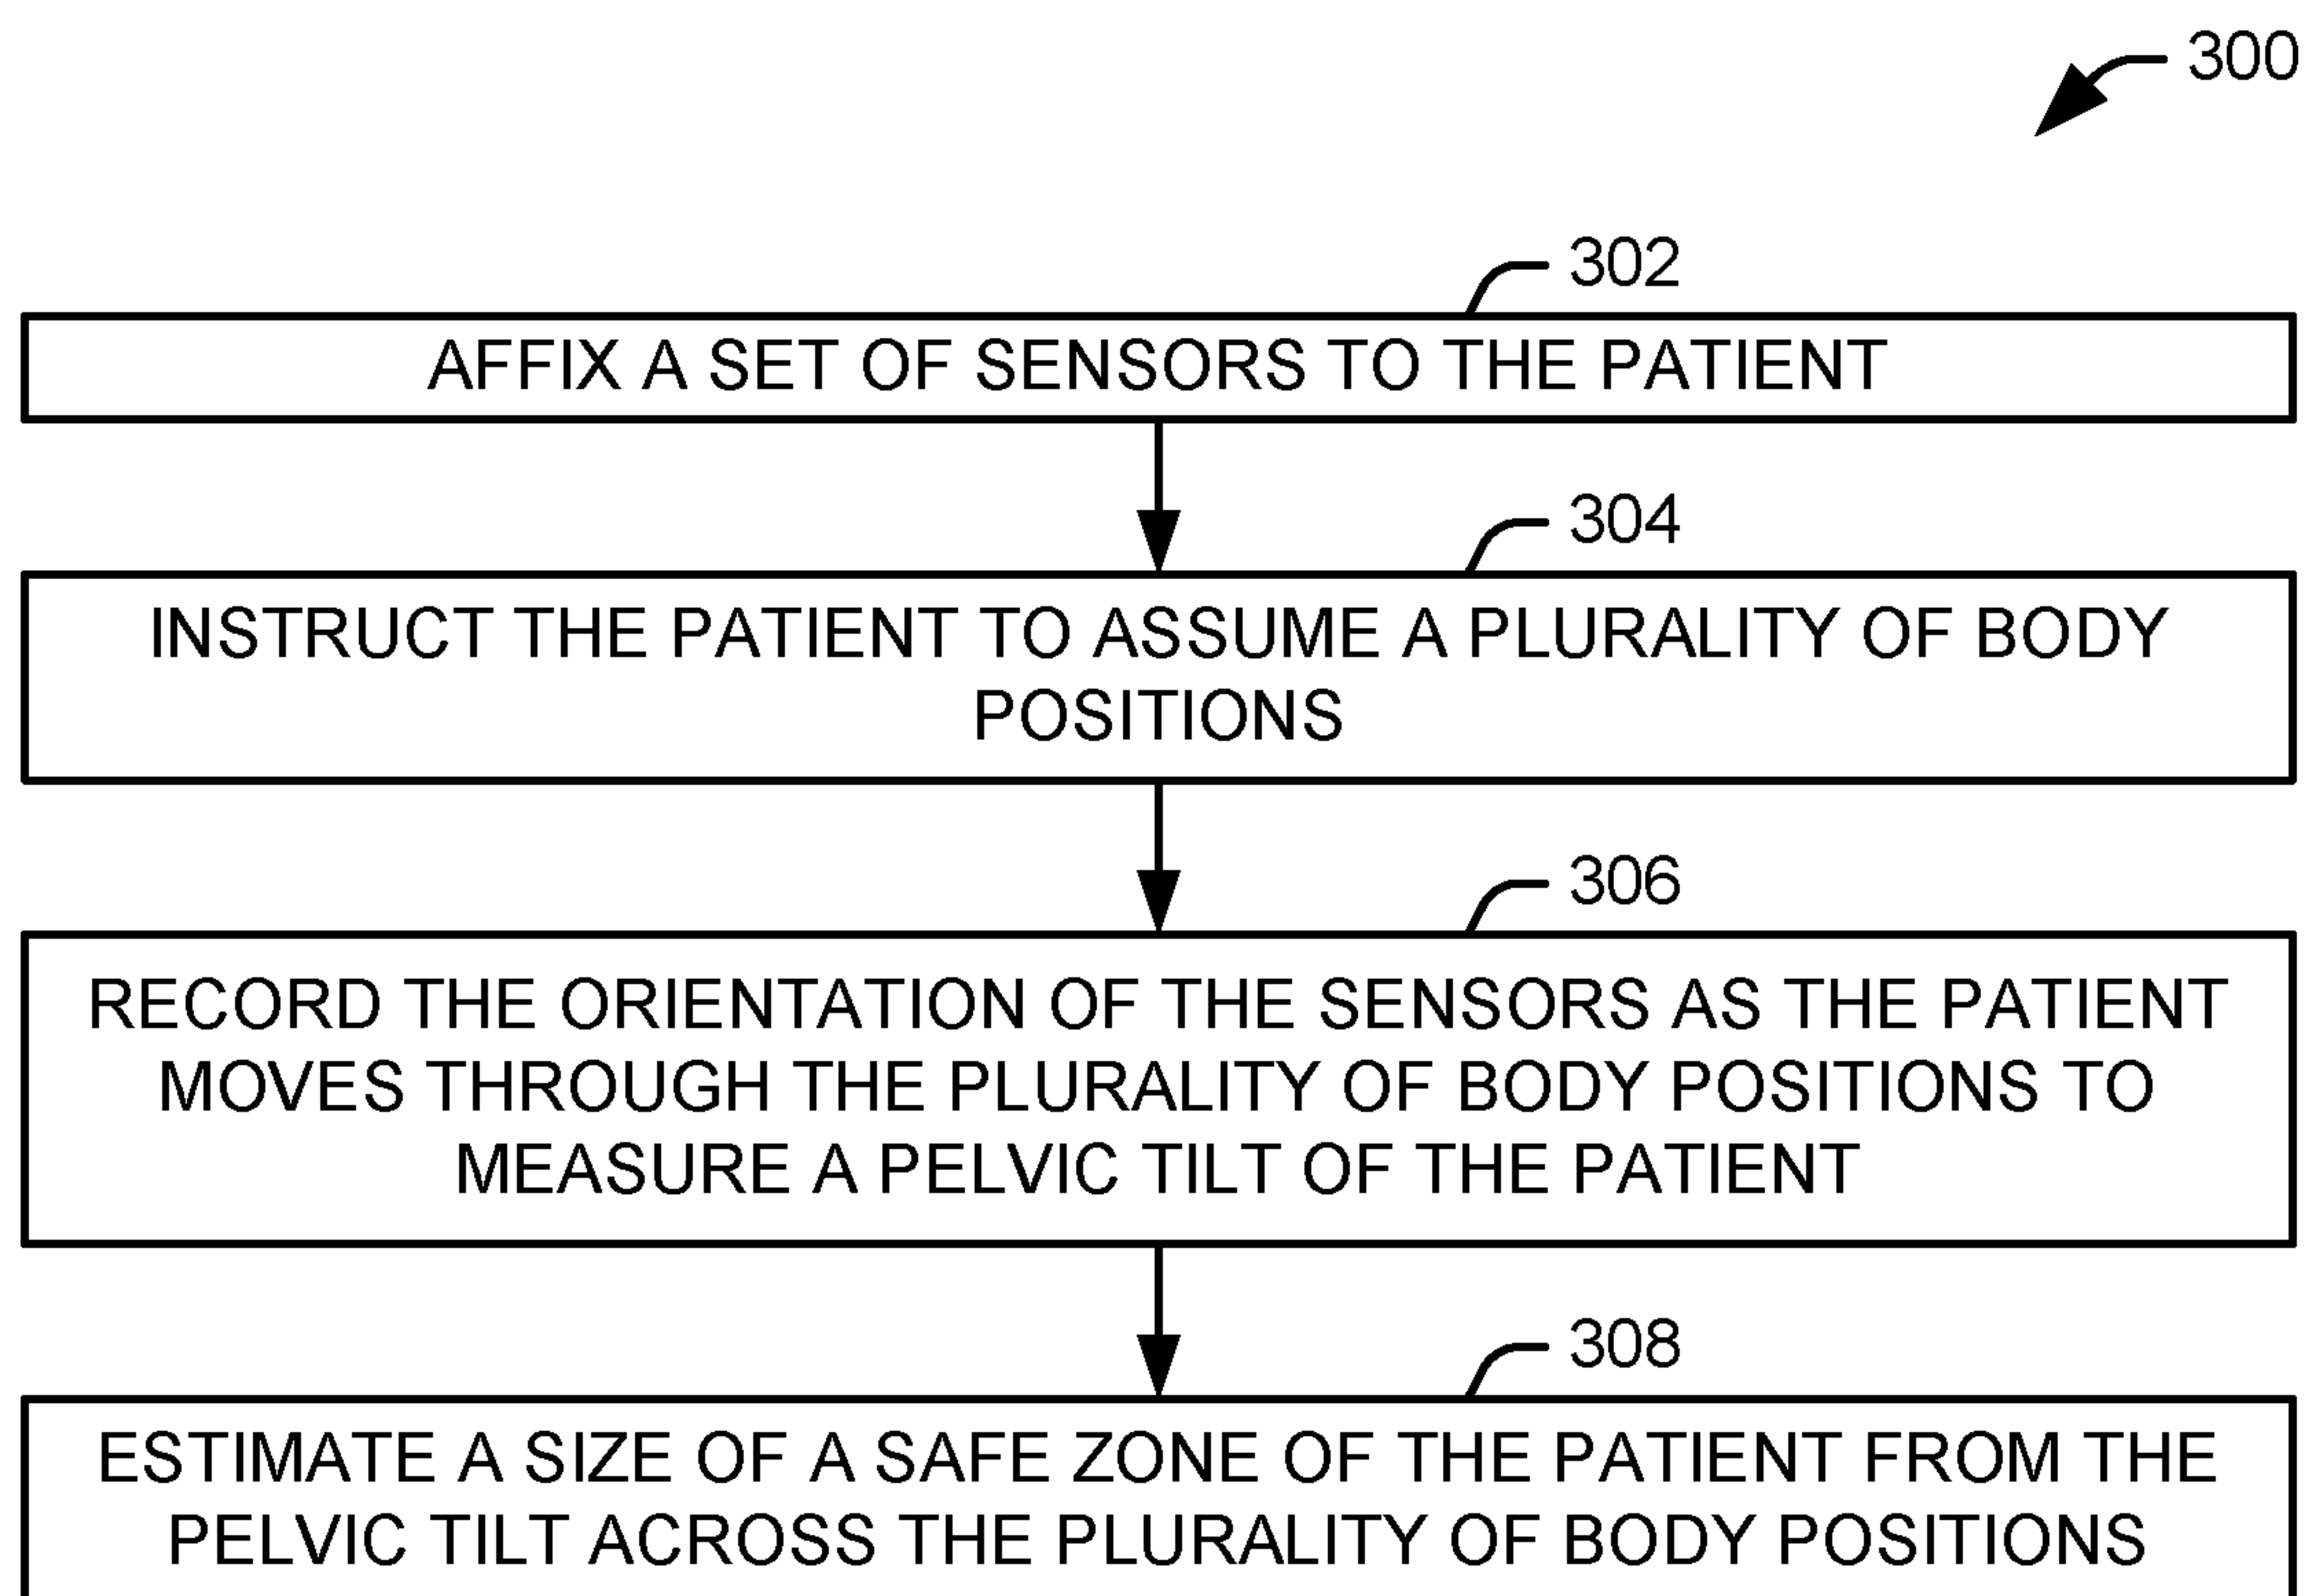 300
302
AFFIX A SET OF SENSORS TO THE PATIENT
304
INSTRUCT THE PATIENT TO ASSUME A PLURALITY OF BODY
POSITIONS
306
RECORD THE ORIENTATION OF THE SENSORS AS THE PATIENT
MOVES THROUGH THE PLURALITY OF BODY POSITIONS TO
MEASURE A PELVIC TILT OF THE PATIENT
308
ESTIMATE A SIZE OF A SAFE ZONE OF THE PATIENT FROM THE
PELVIC TILT ACROSS THE PLURALITY OF BODY POSITIONS